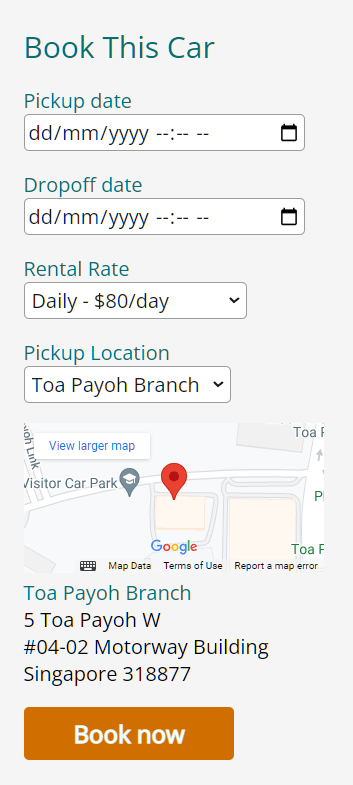 Book This Car
Pickup date
dd/mm/yyyy --:-- --
Dropoff date
dd/mm/yyyy --:-- --
Rental Rate
Daily - $80/day
Pickup Location
Toa Payoh Branch
View larger map
Toa
Link
Visitor Car Park
Google
Toa
Map Data
Terms of Use
Report a map error
Toa Payoh Branch
5 Toa Payoh W
#04-02 Motorway Building
Singapore 318877
Book now